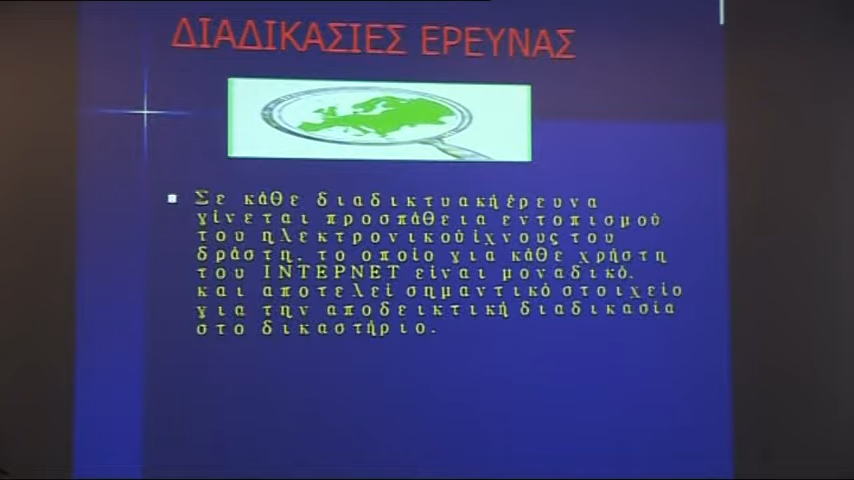 ΔΙΑΔΙΚΑΣΙΕΣ ΕΡΕΥΝΑΣ
Σε κάθε διαδικτυακή έρευνα
γίνεται προσπάθεια εντοπισμού
του ηλεκτρονικού ίχνους του
δράστη, το οποίο για κάθε χρήστη
του INTEPNET είναι μοναδικό,
και αποτελεί σημαντικό στοιχείο
για την αποδεικτική διαδικασία
στο δικαστήριο.